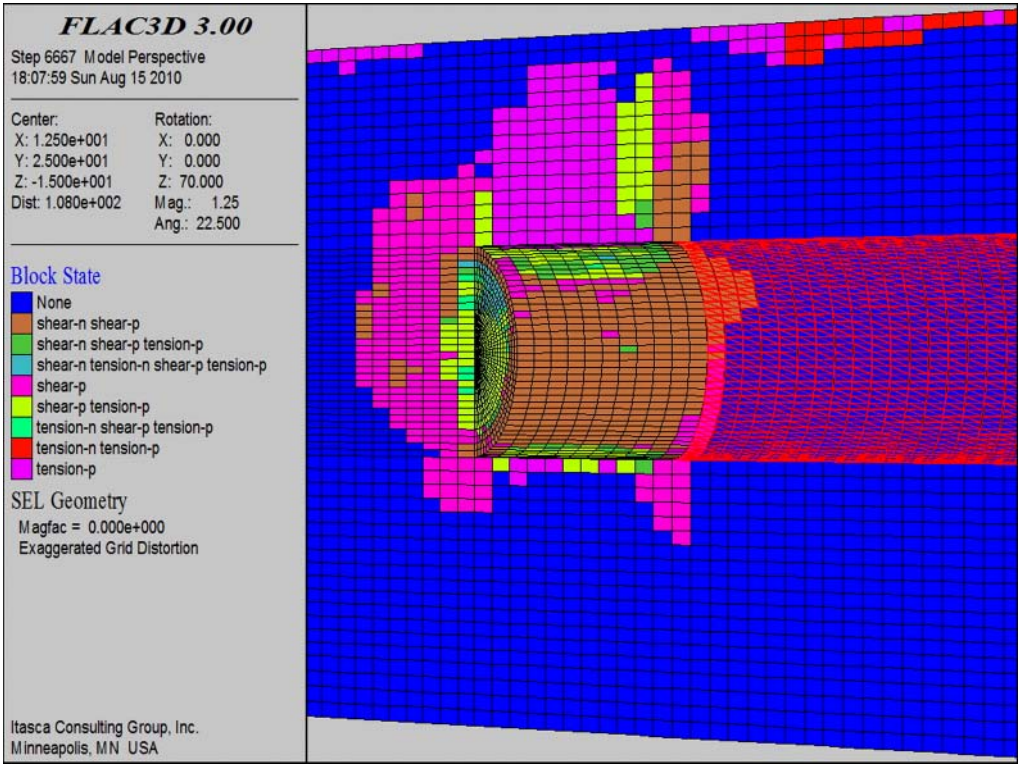 FLAC3D 3.00
Step 6667 Model Perspective
18:07:59 Sun Aug 15 2010
Center:
X: 1.250e+001
Y: 2.500e+001
Z: -1.500e+001
Dist: 1.080e+002
Rotation:
X: 0.000
Y: 0.000
Z: 70.000
Mag.: 1.25
Ang.: 22.500
Block State
None
shear-n shear-p
shear-n shear-p tension-p
shear-n tension-n shear-p tension-p
shear-p
shear-p tension-p
tension-n shear-p tension-p
tension-n tension-p
tension-p
SEL Geometry
Magfac = 0.000e+000
Exaggerated Grid Distortion
Itasca Consulting Group, Inc.
Minneapolis, MN USA